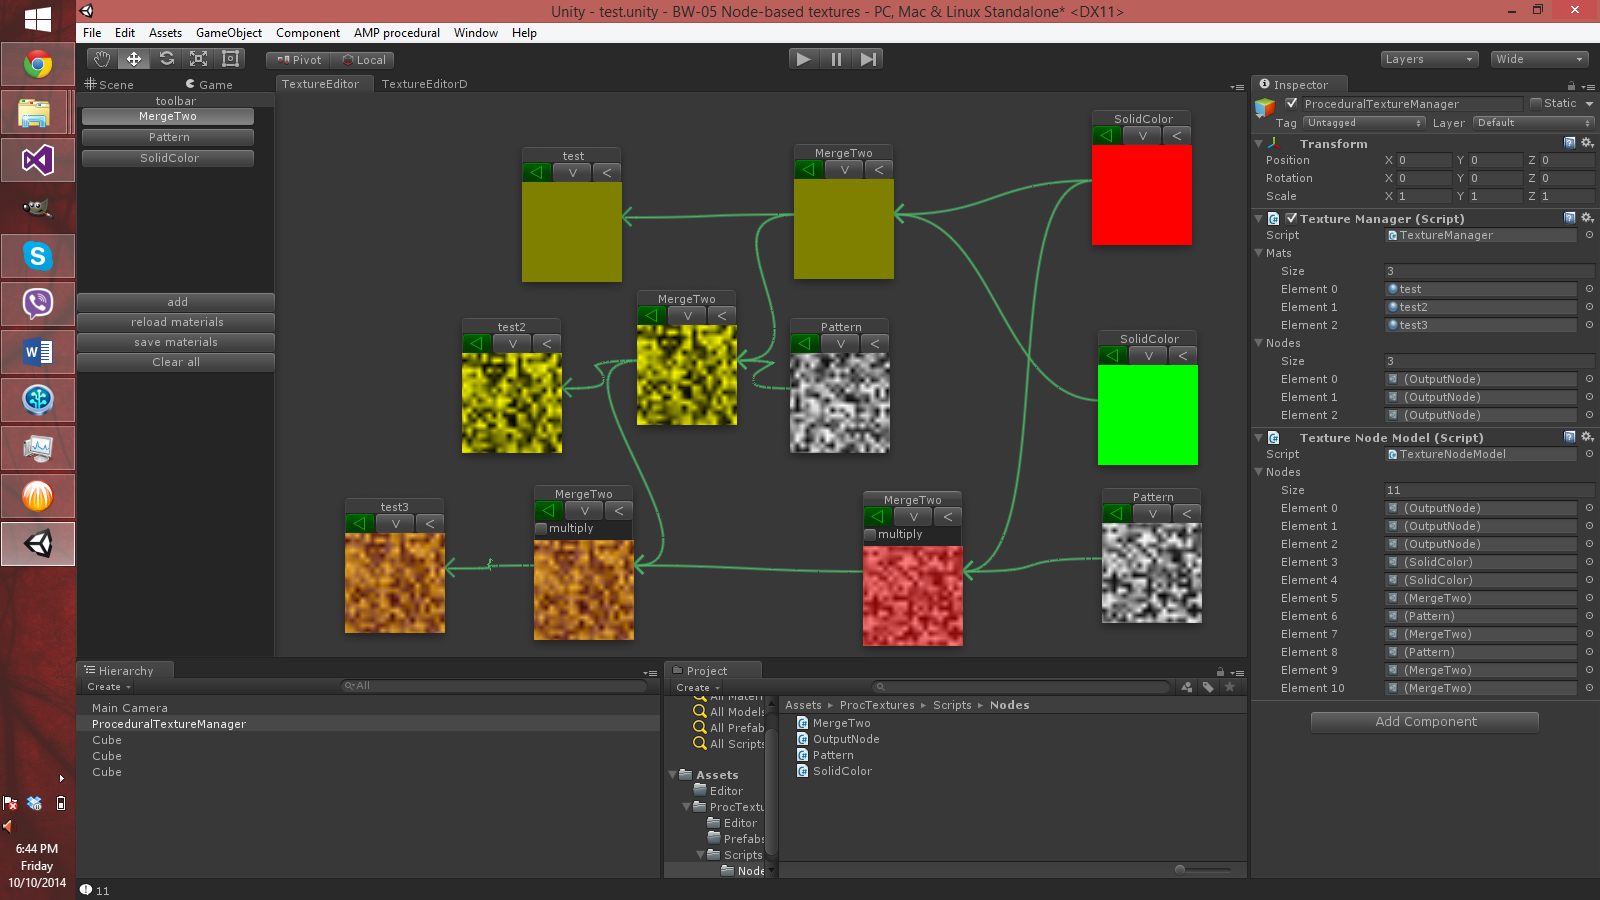 Unity - test.unity - BW-05 Node-based textures - PC, Mac & Linux Standalone* <DX11>
File Edit Assets GameObject Component AMP procedural Window Help
Pivot Local Layers Wide
Scene Game TextureEditor TextureEditorD
toolbar
MergeTwo
Pattern
SolidColor
add
reload materials
save materials
Clear all
test
V <
MergeTwo
V <
SolidColor
V <
test2
V <
MergeTwo
V <
Pattern
V <
SolidColor
V <
test3
V <
MergeTwo
V <
multiply
MergeTwo
V <
multiply
Pattern
V <
Inspector
ProceduralTextureManager Static
Tag Untagged Layer Default
Transform
Position X 0 Y 0 Z 0
Rotation X 0 Y 0 Z 0
Scale X 1 Y 1 Z 1
Texture Manager (Script)
Script TextureManager
Mats
Size 3
Element 0 test
Element 1 test2
Element 2 test3
Nodes
Size 3
Element 0 (OutputNode)
Element 1 (OutputNode)
Element 2 (OutputNode)
Texture Node Model (Script)
Script TextureNodeModel
Nodes
Size 11
Element 0 (OutputNode)
Element 1 (OutputNode)
Element 2 (OutputNode)
Element 3 (SolidColor)
Element 4 (SolidColor)
Element 5 (MergeTwo)
Element 6 (Pattern)
Element 7 (MergeTwo)
Element 8 (Pattern)
Element 9 (MergeTwo)
Element 10 (MergeTwo)
Add Component
Hierarchy
Create All
Main Camera
ProceduralTextureManager
Cube
Cube
Cube
Project
Create
All Materi
All Models
All Prefab
All Scripts
Assets
Editor
ProcTextu
Editor
Prefabs
Scripts
Node
Assets ▸ ProcTextures ▸ Scripts ▸ Nodes
MergeTwo
OutputNode
Pattern
SolidColor
6:44 PM
Friday
10/10/2014
11